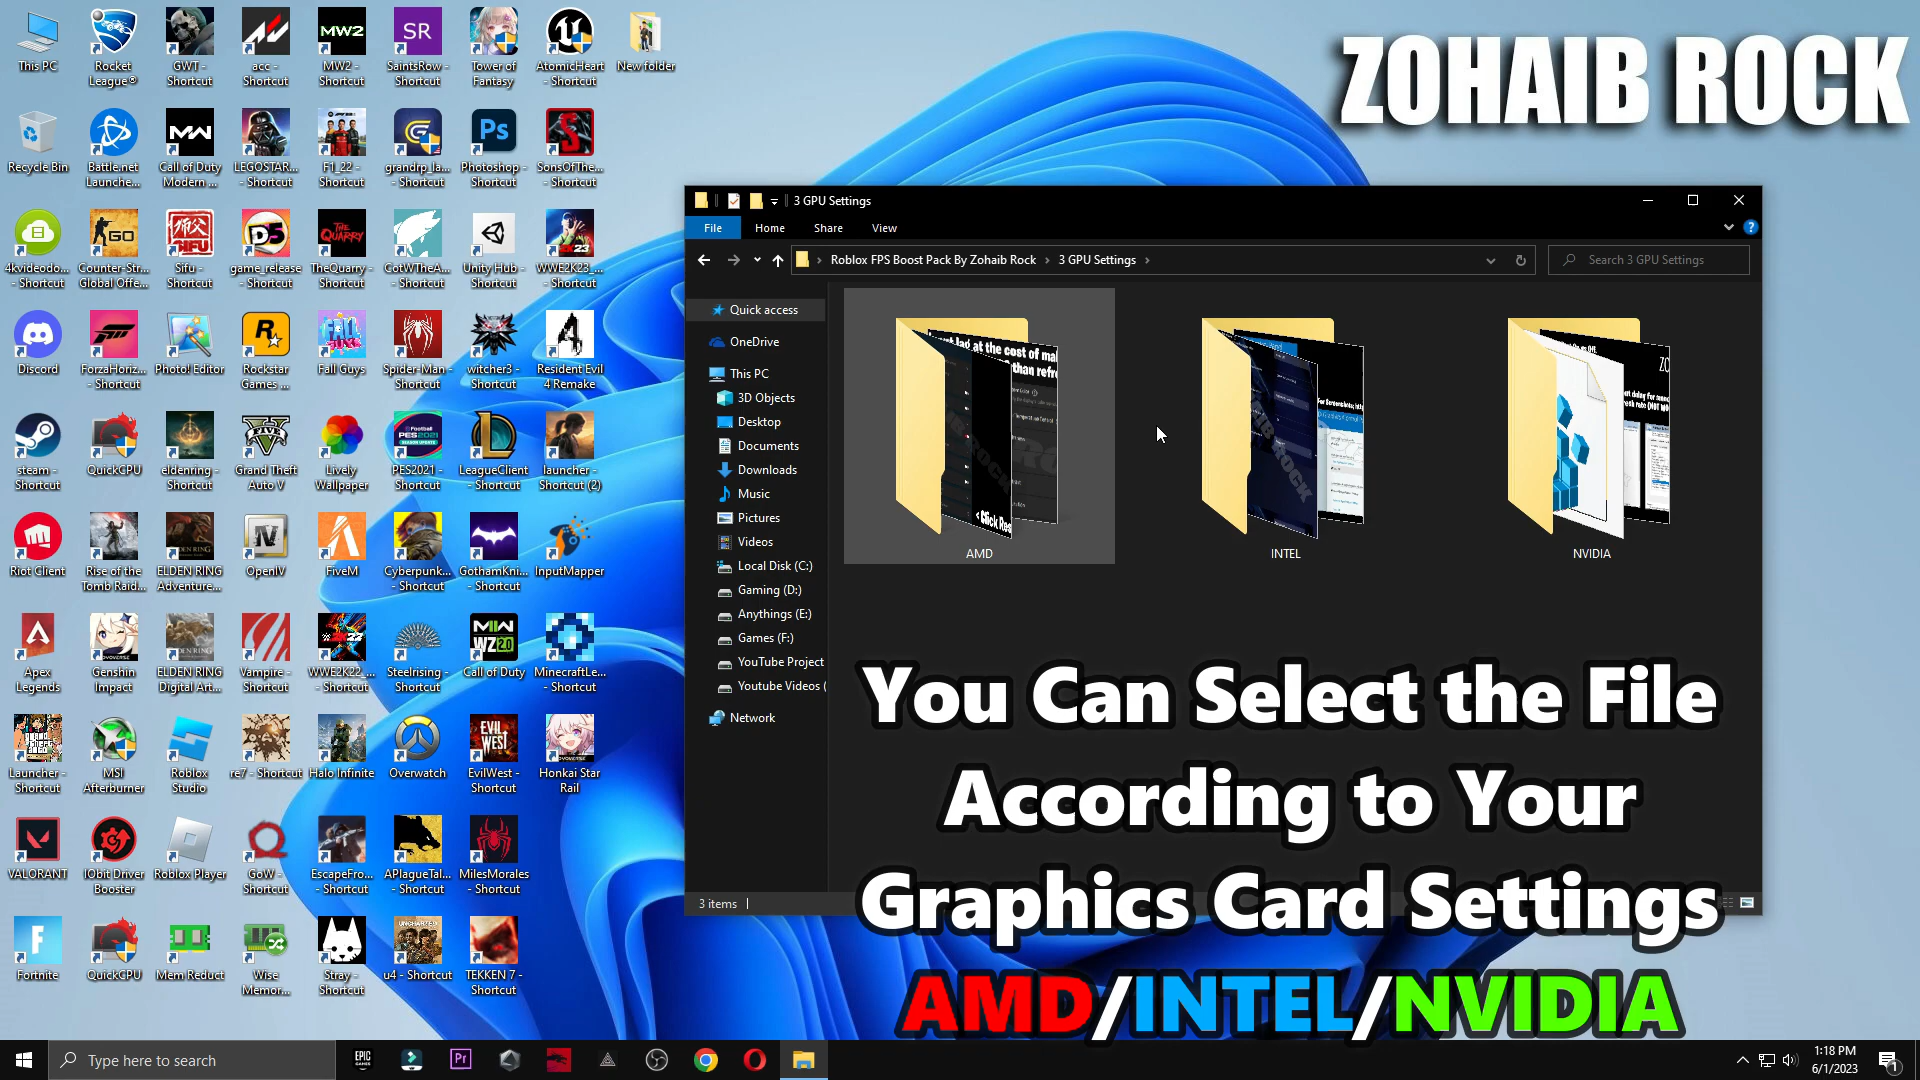 ZOHAIB ROCK
This PC
Rocket League®
GWT - Shortcut
acc - Shortcut
MW2 - Shortcut
SaintsRow - Shortcut
Tower of Fantasy
AtomicHeart - Shortcut
New folder
Recycle Bin
Battle.net Launche...
Call of Duty Modern ...
LEGOSTAR... - Shortcut
F1_22 - Shortcut
grandrp_la... - Shortcut
Photoshop - Shortcut
SonsOfThe... - Shortcut
4kvideodo... - Shortcut
Counter-Str... Global Offe...
Sifu - Shortcut
game_release - Shortcut
TheQuarry - Shortcut
CotWTheA... - Shortcut
Unity Hub - Shortcut
WWE2K23_... - Shortcut
Discord
ForzaHoriz... - Shortcut
Photo! Editor
Rockstar Games ...
Fall Guys
Spider-Man - Shortcut
witcher3 - Shortcut
Resident Evil 4 Remake
steam - Shortcut
QuickCPU
eldenring - Shortcut
Grand Theft Auto V
Lively Wallpaper
PES2021 - Shortcut
LeagueClient - Shortcut
launcher - Shortcut (2)
Riot Client
Rise of the Tomb Raid...
ELDEN RING Adventure...
OpenIV
FiveM
Cyberpunk... - Shortcut
GothamKni... - Shortcut
InputMapper
Apex Legends
Genshin Impact
ELDEN RING Digital Art...
Vampire - Shortcut
WWE2K22_... - Shortcut
Steelrising - Shortcut
Call of Duty
MinecraftLe... - Shortcut
Launcher - Shortcut
MSI Afterburner
Roblox Studio
re7 - Shortcut
Halo Infinite
Overwatch
EvilWest - Shortcut
Honkai Star Rail
VALORANT
IObit Driver Booster
Roblox Player
GoW - Shortcut
EscapeFro... - Shortcut
APlagueTal... - Shortcut
MilesMorales - Shortcut
Fortnite
QuickCPU
Mem Reduct
Wise Memor...
Stray - Shortcut
u4 - Shortcut
TEKKEN 7 - Shortcut
3 GPU Settings
File Home Share View
Roblox FPS Boost Pack By Zohaib Rock > 3 GPU Settings >
Search 3 GPU Settings
Quick access
OneDrive
This PC
3D Objects
Desktop
Documents
Downloads
Music
Pictures
Videos
Local Disk (C:)
Gaming (D:)
Anythings (E:)
Games (F:)
YouTube Project
Youtube Videos (
Network
AMD
INTEL
NVIDIA
3 items
You Can Select the File
According to Your
Graphics Card Settings
AMD/INTEL/NVIDIA
Type here to search
1:18 PM
6/1/2023